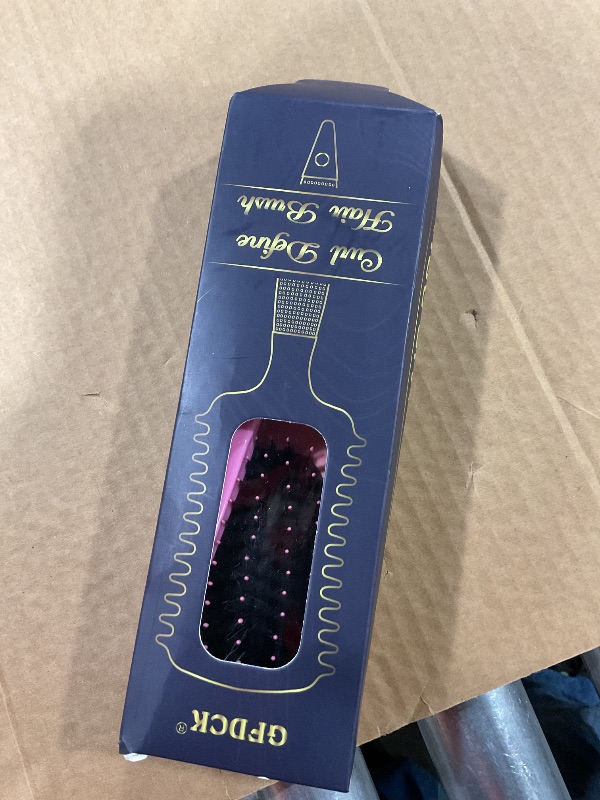 GFDCK®
Curl Define
Hair Brush